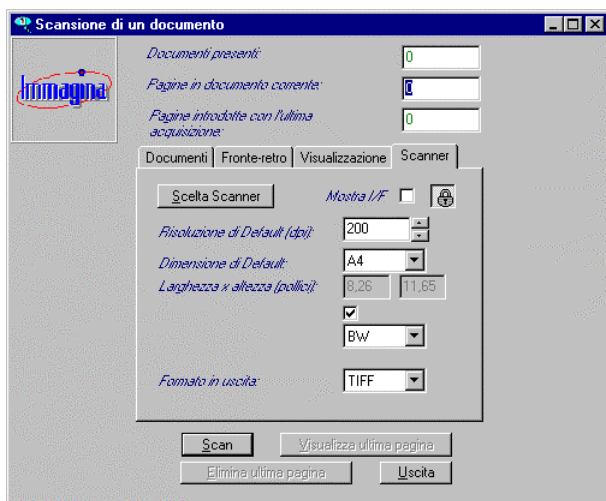 Scansione di un documento
Immagina
Documenti presenti:
0
Pagine in documento corrente:
0
Pagine introdotte con l'ultima
acquisizione:
0
Documenti Fronte-retro Visualizzazione Scanner
Scelta Scanner Mostra I/F
Risoluzione di Default (dpi): 200
Dimensione di Default: A4
Larghezza x altezza (pollici): 8,26 11,65
BW
Formato in uscita: TIFF
Scan Visualizza ultima pagina
Elimina ultima pagina Uscita